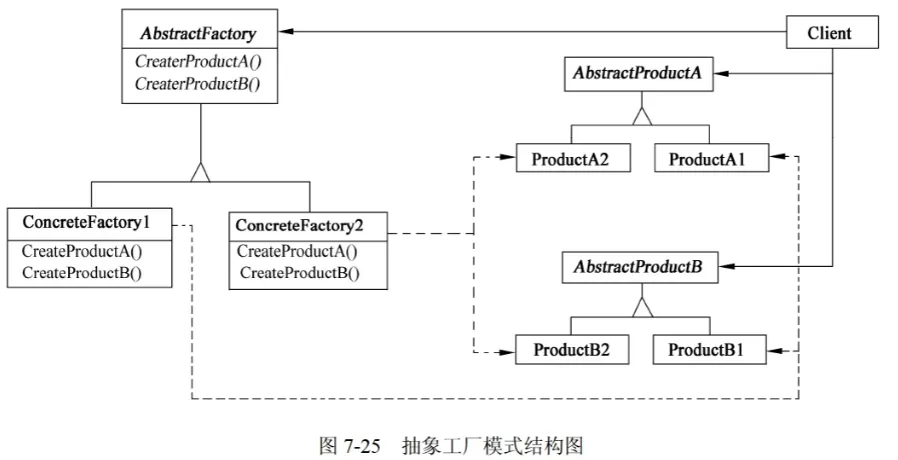 AbstractFactory
CreaterProductA()
CreaterProductB()
Client
AbstractProductA
ProductA2
ProductA1
ConcreteFactory1
CreateProductA()
CreateProductB()
ConcreteFactory2
CreateProductA()
CreateProductB()
AbstractProductB
ProductB2
ProductB1
图 7-25 抽象工厂模式结构图